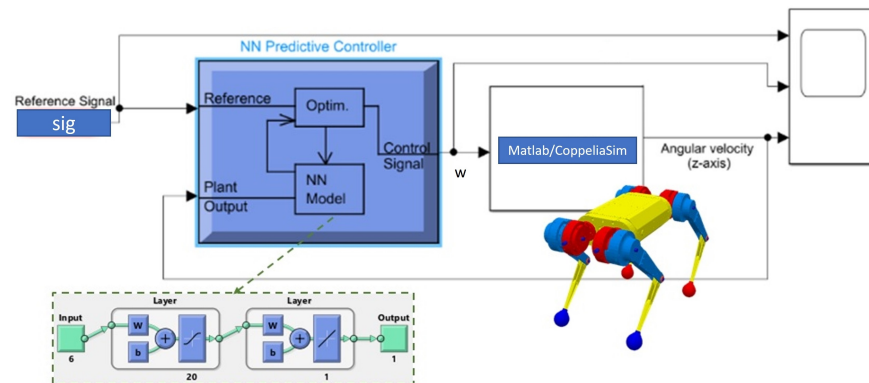 NN Predictive Controller
Reference Signal
sig
Reference
Optim.
Control
Signal
Plant
Output
NN
Model
w
Matlab/CoppeliaSim
Angular velocity
(z-axis)
Layer
Layer
Input
W
b
W
b
Output
6
20
1
1